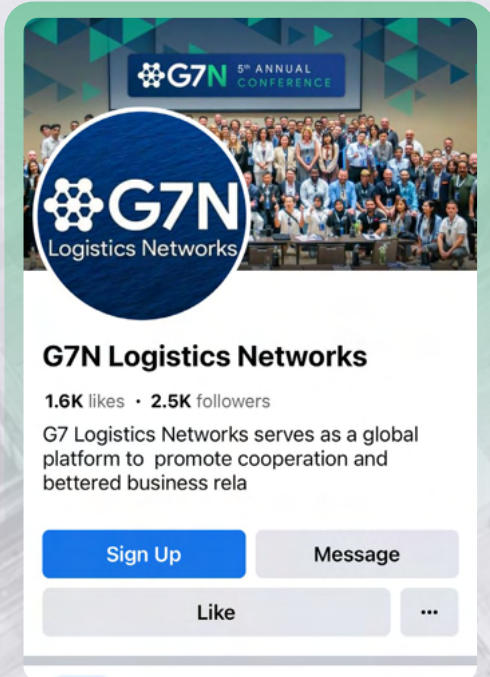 G7N 5th ANNUAL
CONFERENCE
G7N
Logistics Networks
G7N Logistics Networks
1.6K likes · 2.5K followers
G7 Logistics Networks serves as a global
platform to promote cooperation and
bettered business rela
Sign Up
Message
Like
...